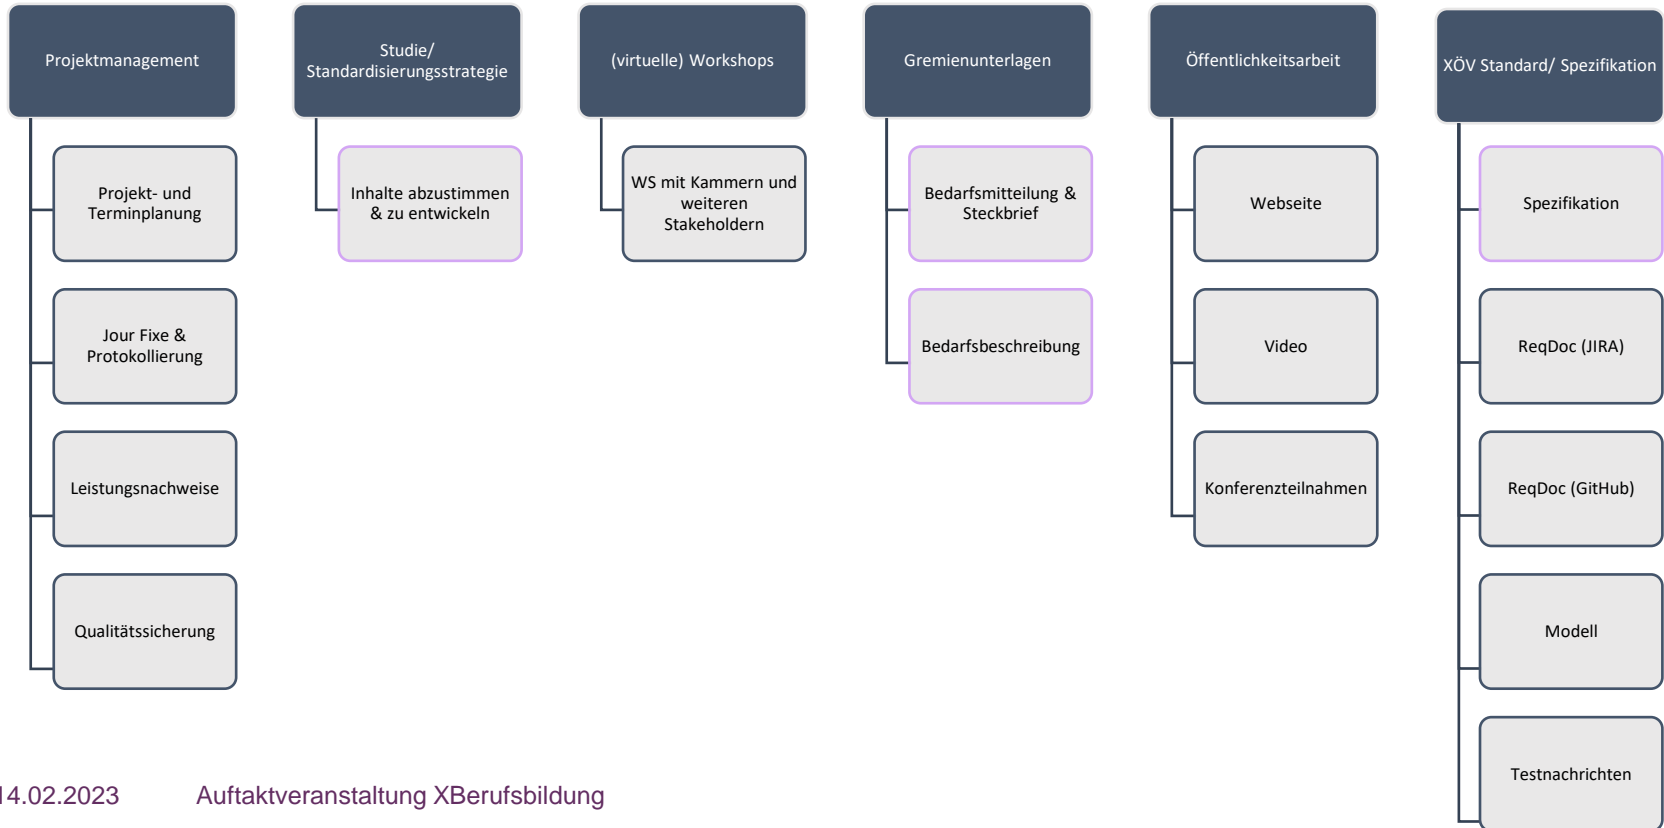 Projektmanagement
Projekt- und
Terminplanung
Jour Fixe &
Protokollierung
Leistungsnachweise
Qualitätssicherung
Studie/
Standardisierungsstrategie
Inhalte abzustimmen
& zu entwickeln
(virtuelle) Workshops
WS mit Kammern und
weiteren
Stakeholdern
Gremienunterlagen
Bedarfsmitteilung &
Steckbrief
Bedarfsbeschreibung
Öffentlichkeitsarbeit
Webseite
Video
Konferenzteilnahmen
XÖV Standard/ Spezifikation
Spezifikation
ReqDoc (JIRA)
ReqDoc (GitHub)
Modell
Testnachrichten
14.02.2023 Auftaktveranstaltung XBerufsbildung